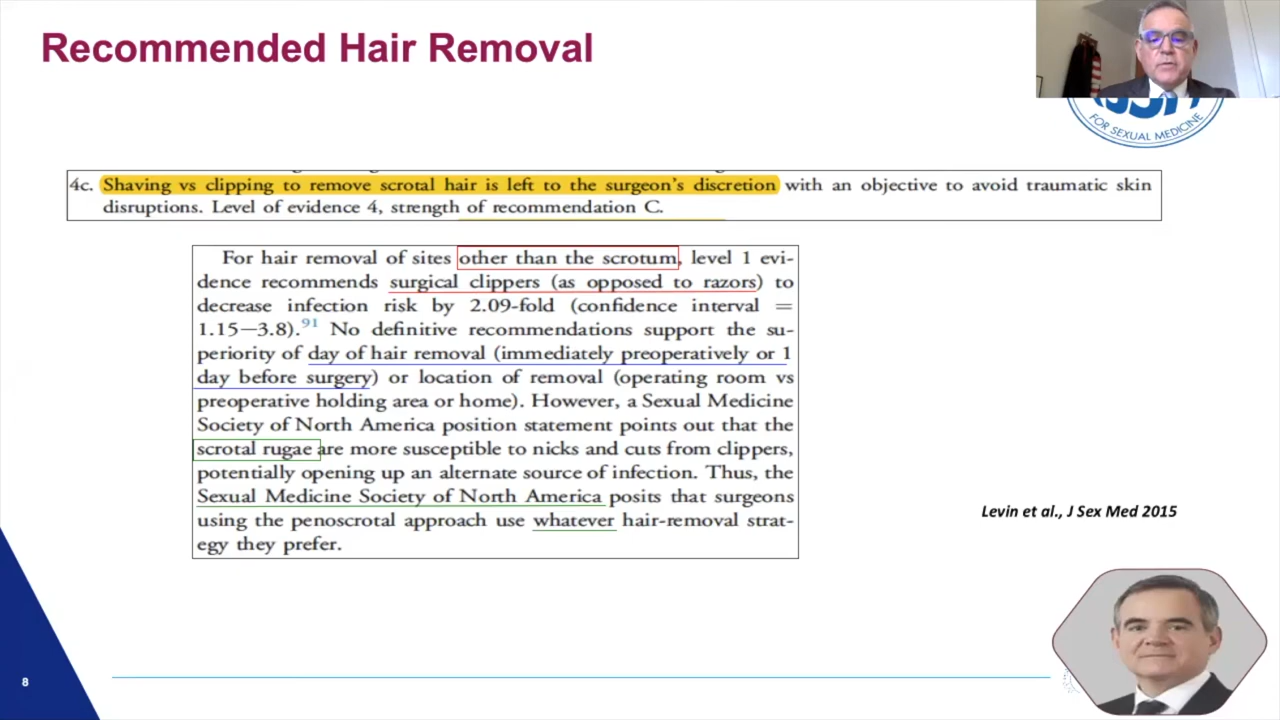 Recommended Hair Removal
FOR SEXUAL MEDICINE
4c. Shaving vs clipping to remove scrotal hair is left to the surgeon's discretion with an objective to avoid traumatic skin
disruptions. Level of evidence 4, strength of recommendation C.
For hair removal of sites other than the scrotum, level 1 evi-
dence recommends surgical clippers (as opposed to razors) to
decrease infection risk by 2.09-fold (confidence interval =
1.15–3.8).91 No definitive recommendations support the su-
periority of day of hair removal (immediately preoperatively or 1
day before surgery) or location of removal (operating room vs
preoperative holding area or home). However, a Sexual Medicine
Society of North America position statement points out that the
scrotal rugae are more susceptible to nicks and cuts from clippers,
potentially opening up an alternate source of infection. Thus, the
Sexual Medicine Society of North America posits that surgeons
using the penoscrotal approach use whatever hair-removal strat-
egy they prefer.
Levin et al., J Sex Med 2015
8